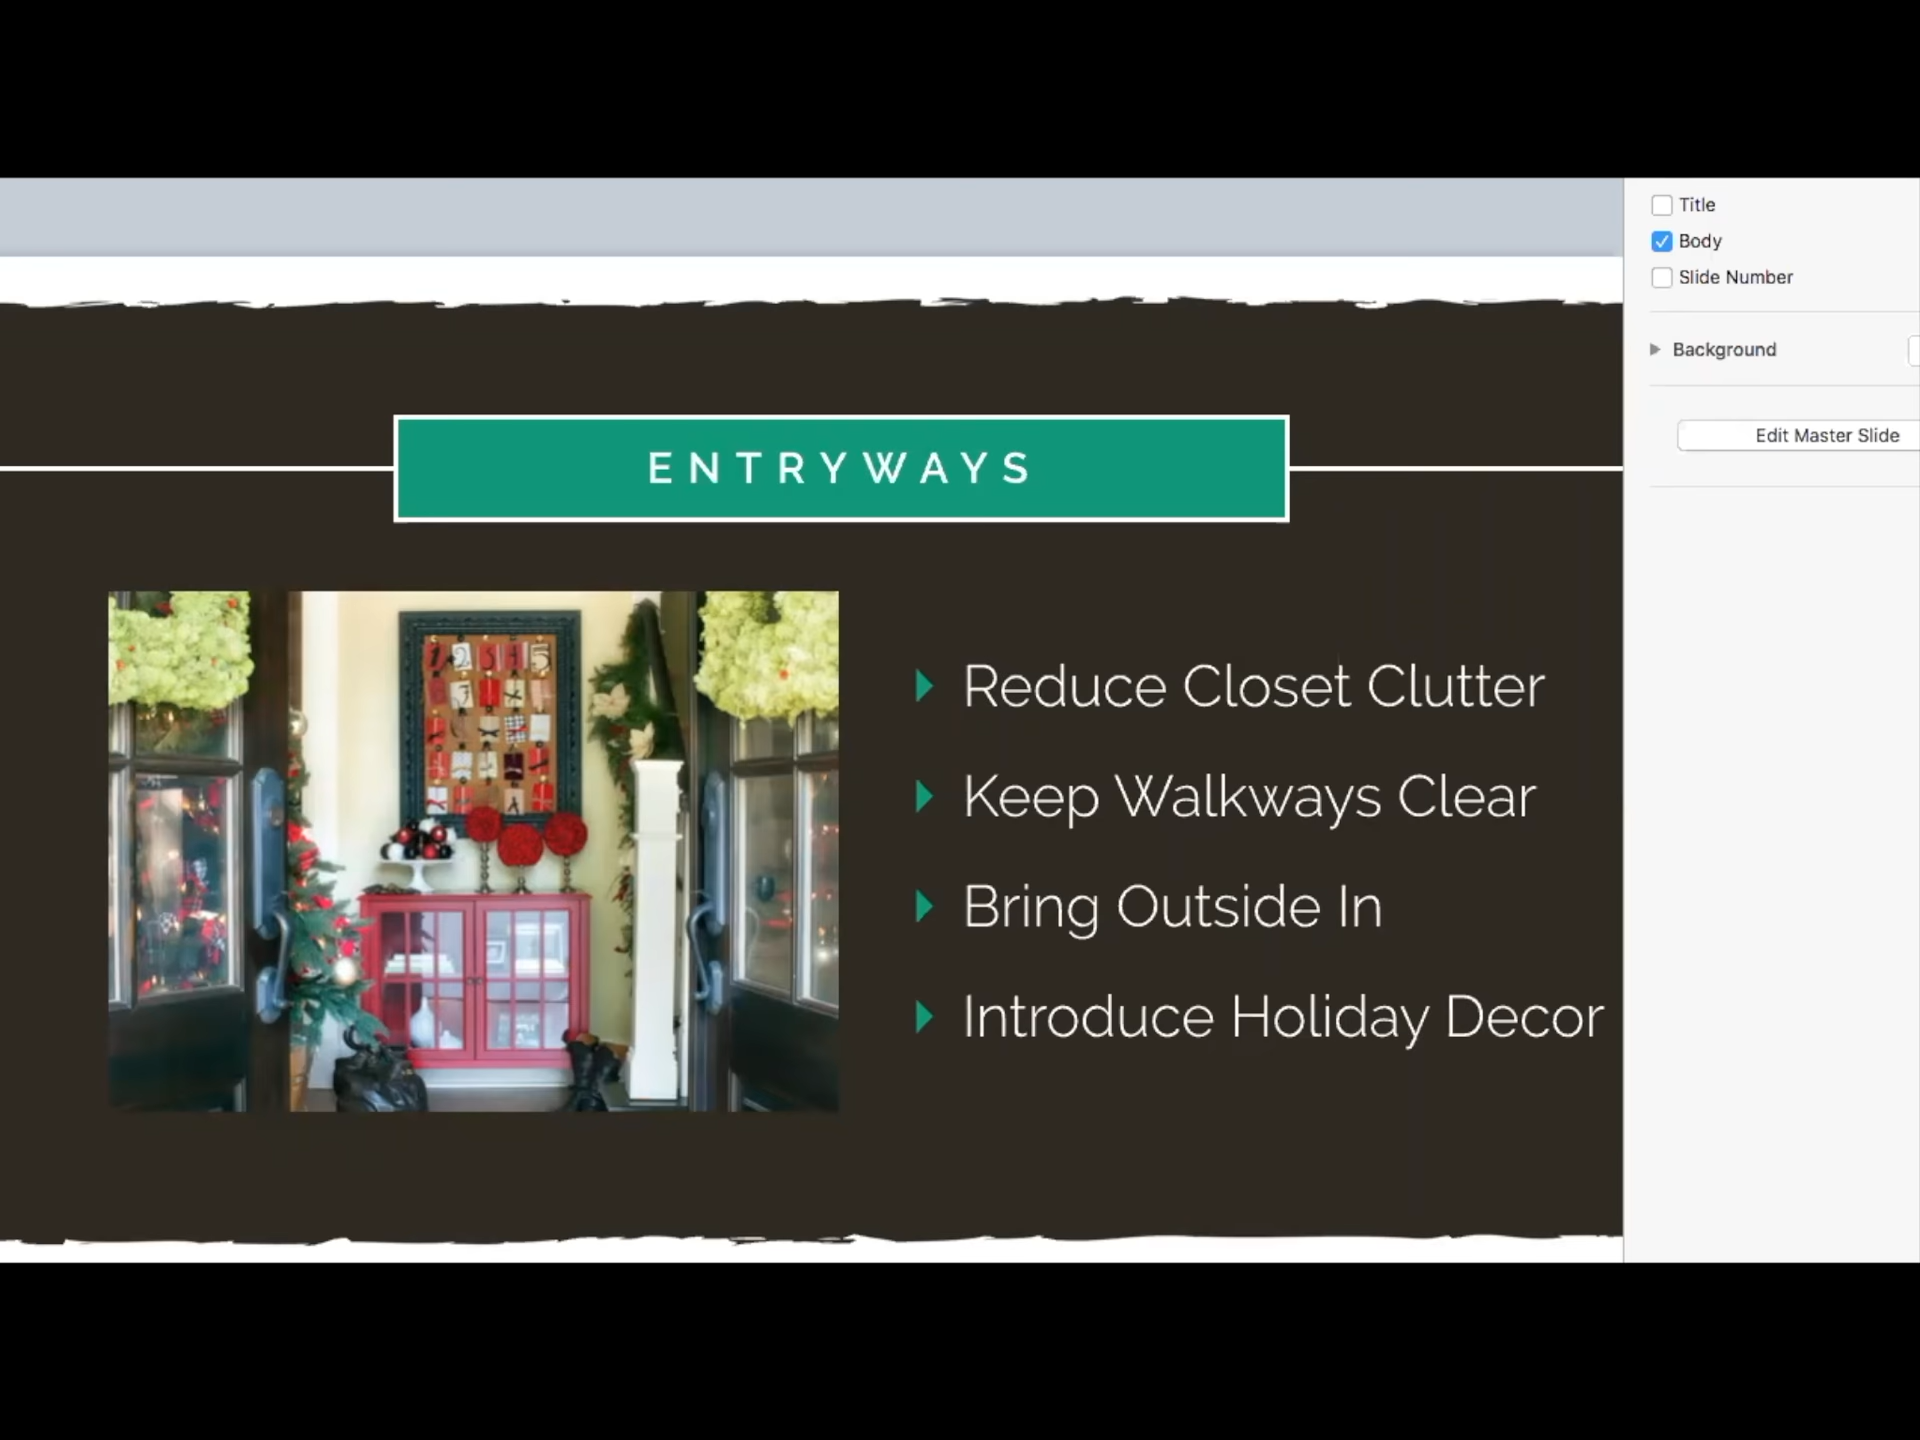 Title
Body
Slide Number
Background
Edit Master Slide
ENTRYWAYS
Reduce Closet Clutter
Keep Walkways Clear
Bring Outside In
Introduce Holiday Decor